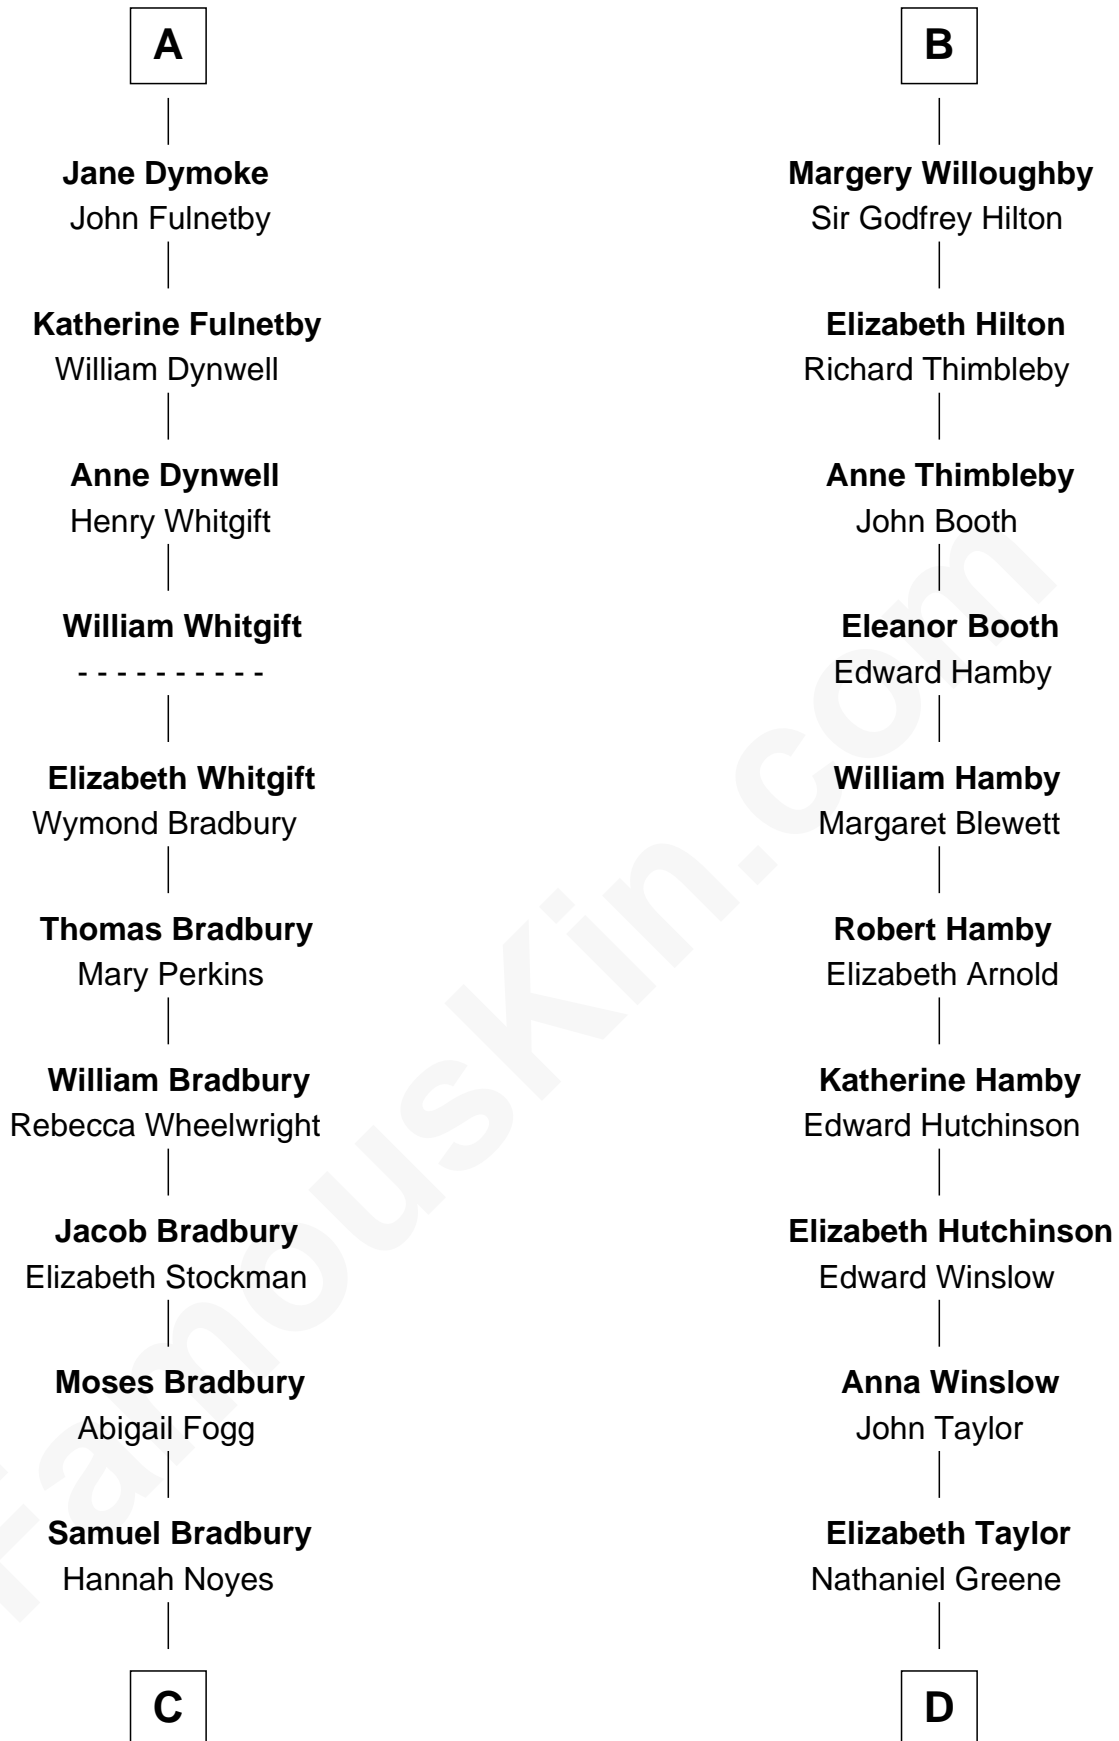 A
Jane Dymoke
John Fulnetby
Katherine Fulnetby
William Dynwell
Anne Dynwell
Henry Whitgift
William Whitgift
- - - - - - - - - -
Elizabeth Whitgift
Wymond Bradbury
Thomas Bradbury
Mary Perkins
William Bradbury
Rebecca Wheelwright
Jacob Bradbury
Elizabeth Stockman
Moses Bradbury
Abigail Fogg
Samuel Bradbury
Hannah Noyes
C
B
Margery Willoughby
Sir Godfrey Hilton
Elizabeth Hilton
Richard Thimbleby
Anne Thimbleby
John Booth
Eleanor Booth
Edward Hamby
William Hamby
Margaret Blewett
Robert Hamby
Elizabeth Arnold
Katherine Hamby
Edward Hutchinson
Elizabeth Hutchinson
Edward Winslow
Anna Winslow
John Taylor
Elizabeth Taylor
Nathaniel Greene
D
FamousKin.com